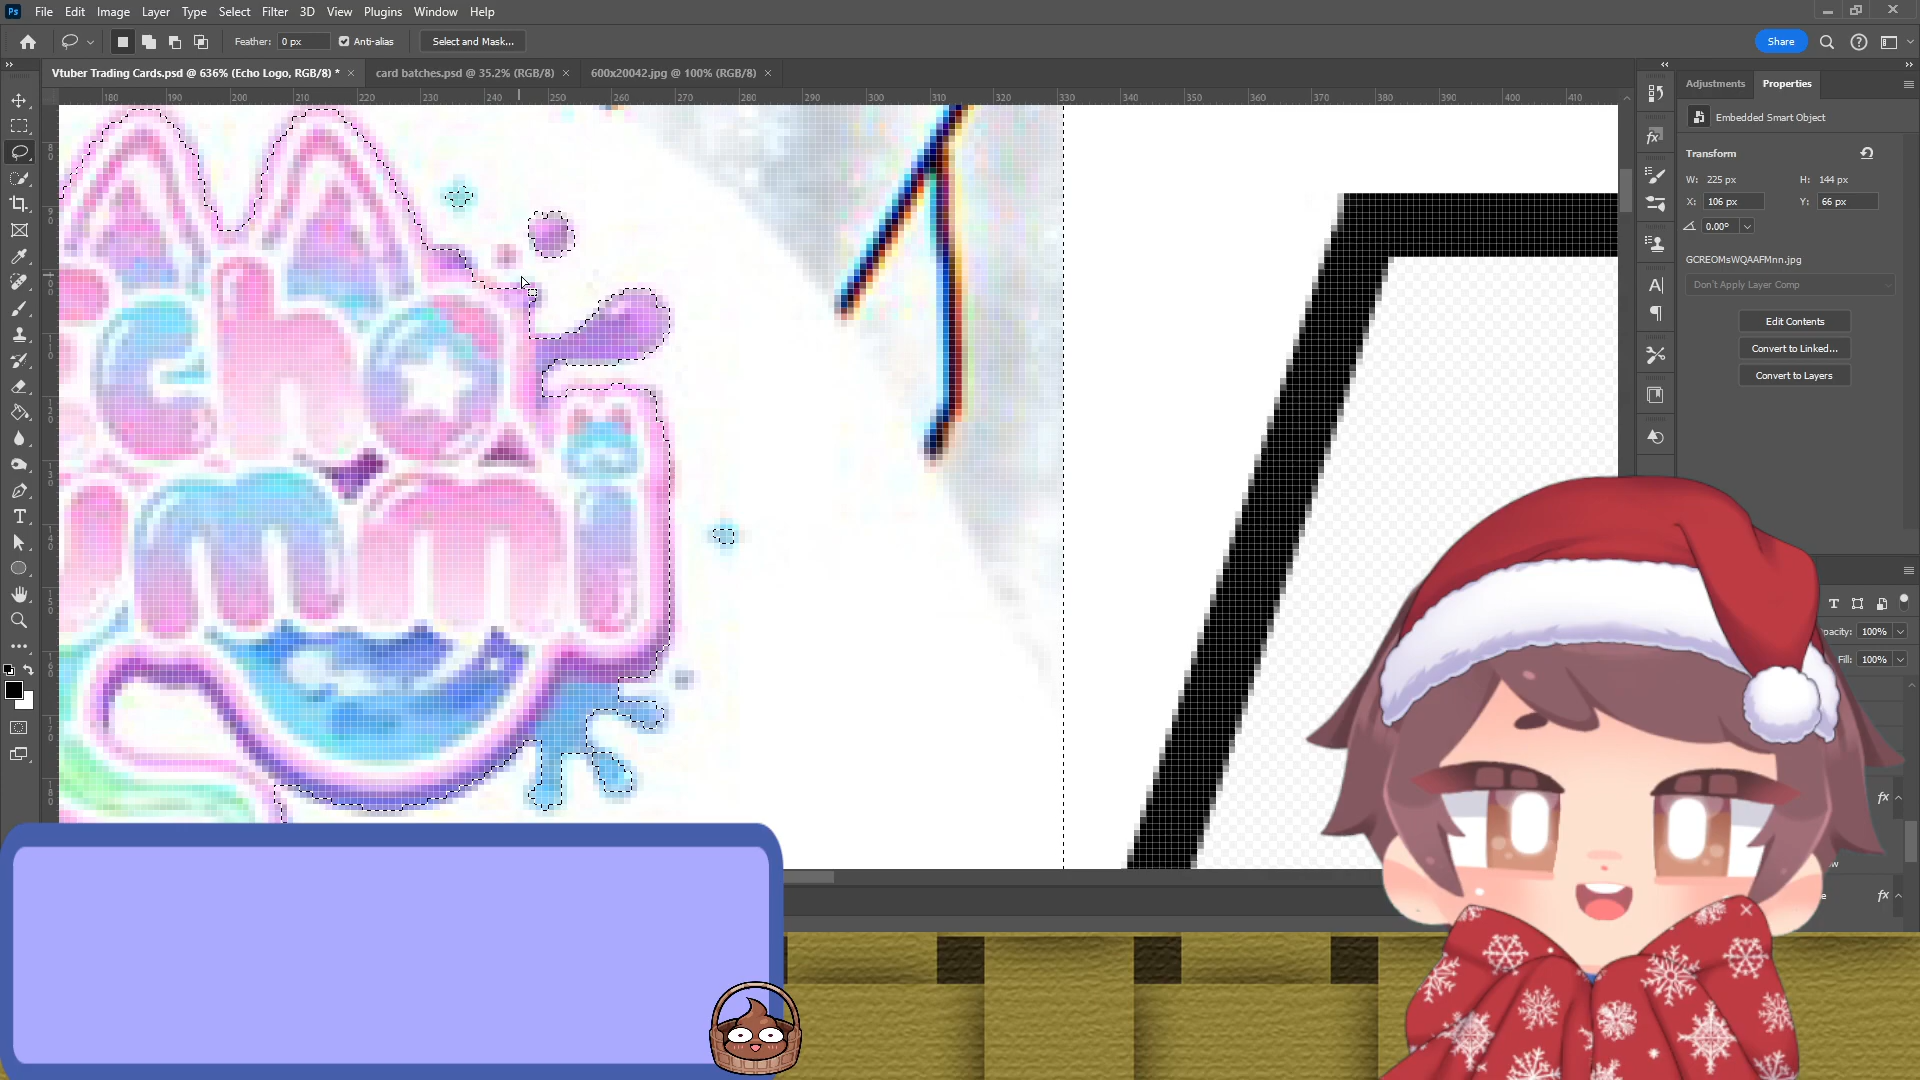 Ps File Edit Image Layer Type Select Filter 3D View Plugins Window Help
Feather: 0 px Anti-alias Select and Mask... Share
Vtuber Trading Cards.psd @ 636% (Echo Logo, RGB/8) * × card batches.psd @ 35.2% (RGB/8) × 600x20042.jpg @ 100% (RGB/8) ×
180 190 200 210 220 230 240 250 260 270 280 290 300 310 320 330 340 350 360 370 380 390 400 410
Adjustments Properties
Embedded Smart Object
Transform
W: 225 px H: 144 px
X: 106 px Y: 66 px
0.00°
GCREOMsWQAAFMnn.jpg
Don't Apply Layer Comp
Edit Contents
Convert to Linked...
Convert to Layers
pacity: 100%
Fill: 100%
fx
fx
echo
mmi